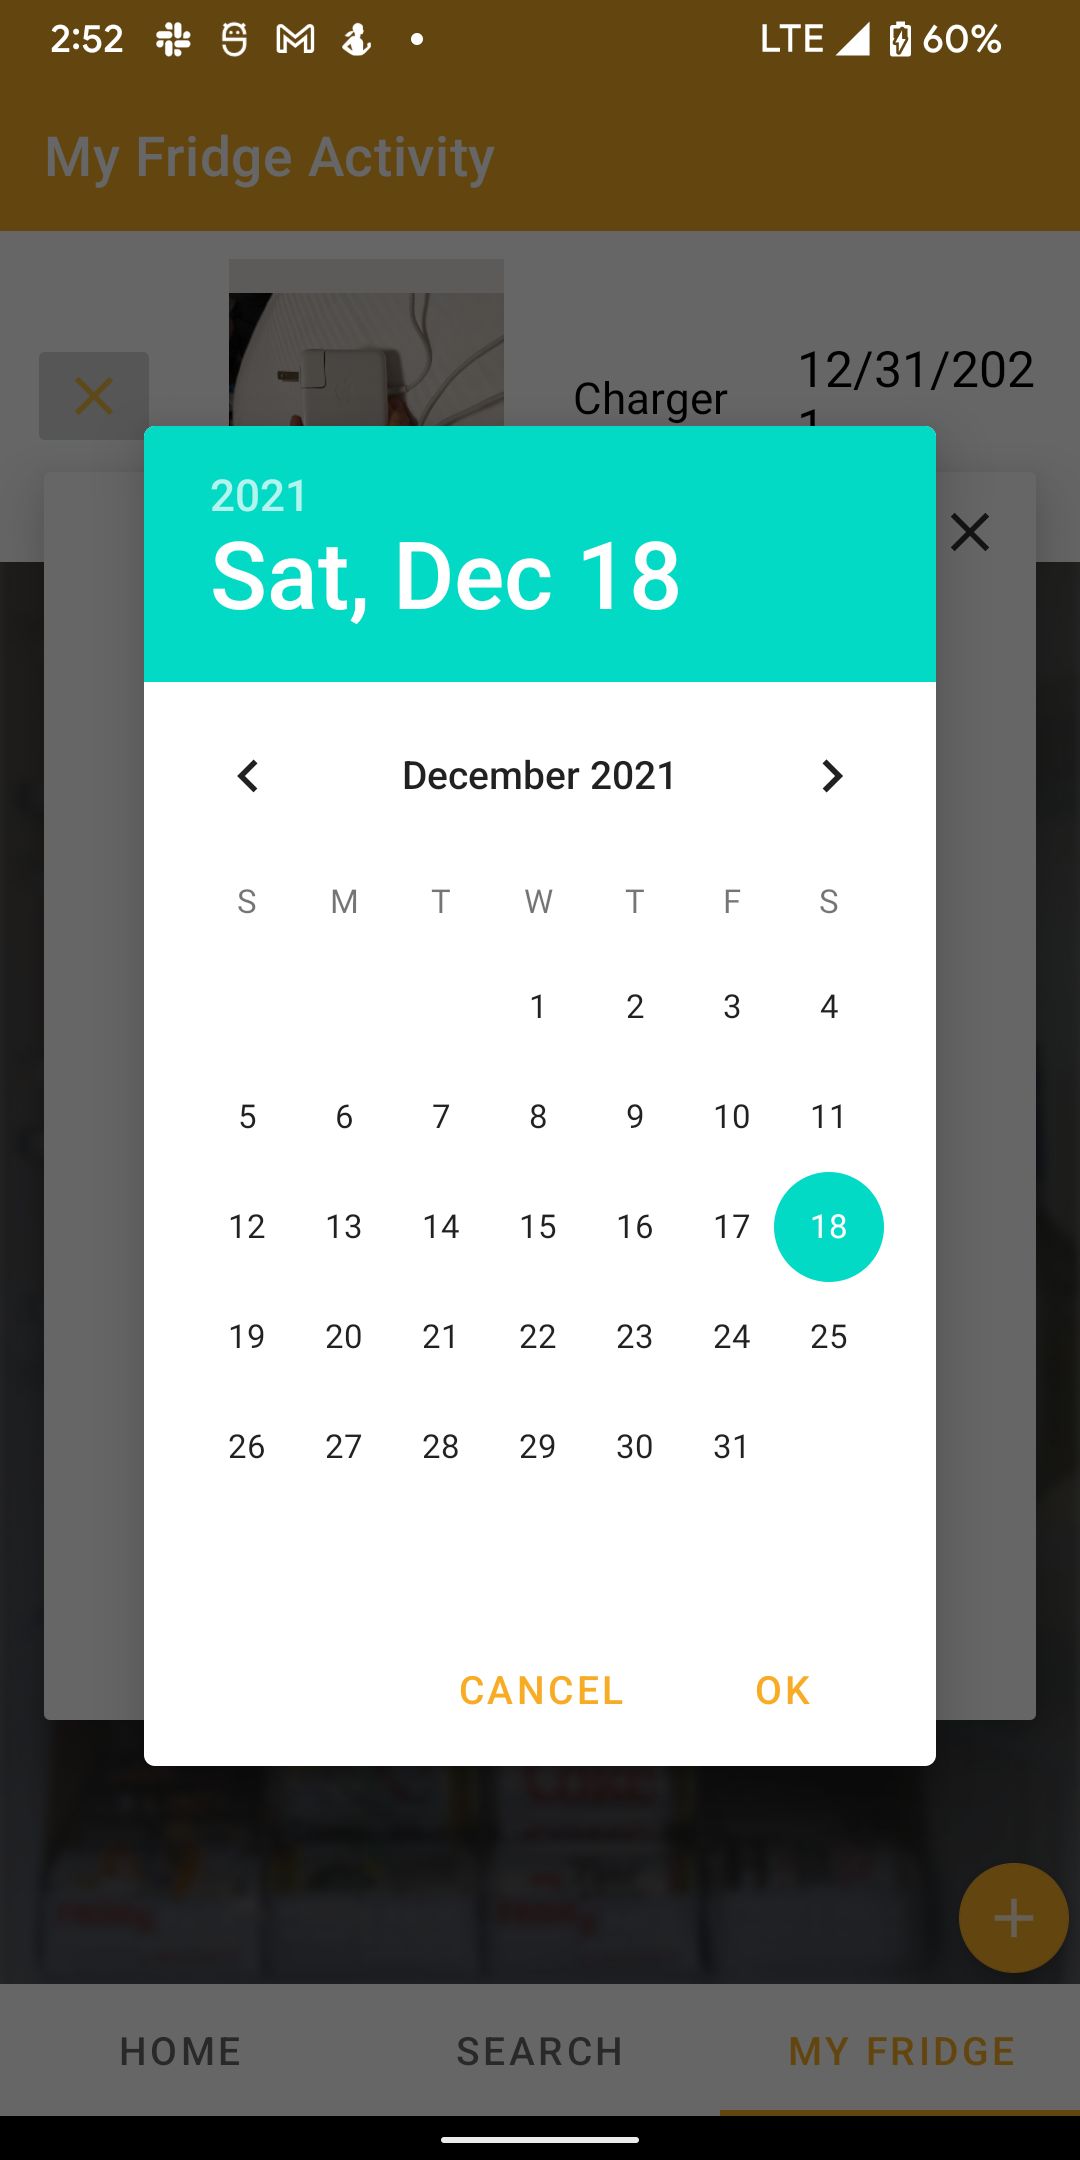 2:52
LTE 60%
My Fridge Activity
Charger
12/31/202
1
2021
Sat, Dec 18
December 2021
S M T W T F S
1 2 3 4
5 6 7 8 9 10 11
12 13 14 15 16 17 18
19 20 21 22 23 24 25
26 27 28 29 30 31
CANCEL OK
HOME SEARCH MY FRIDGE